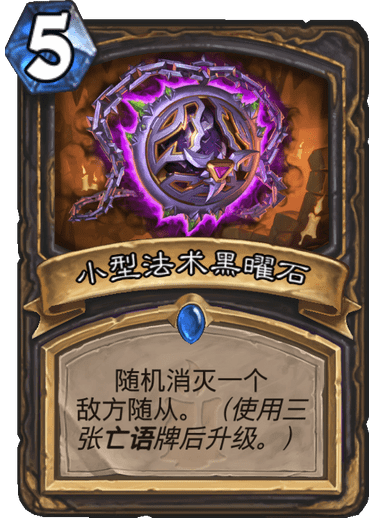 5
小型法术黑曜石
随机消灭一个
敌方随从。（使用三
张亡语牌后升级。）